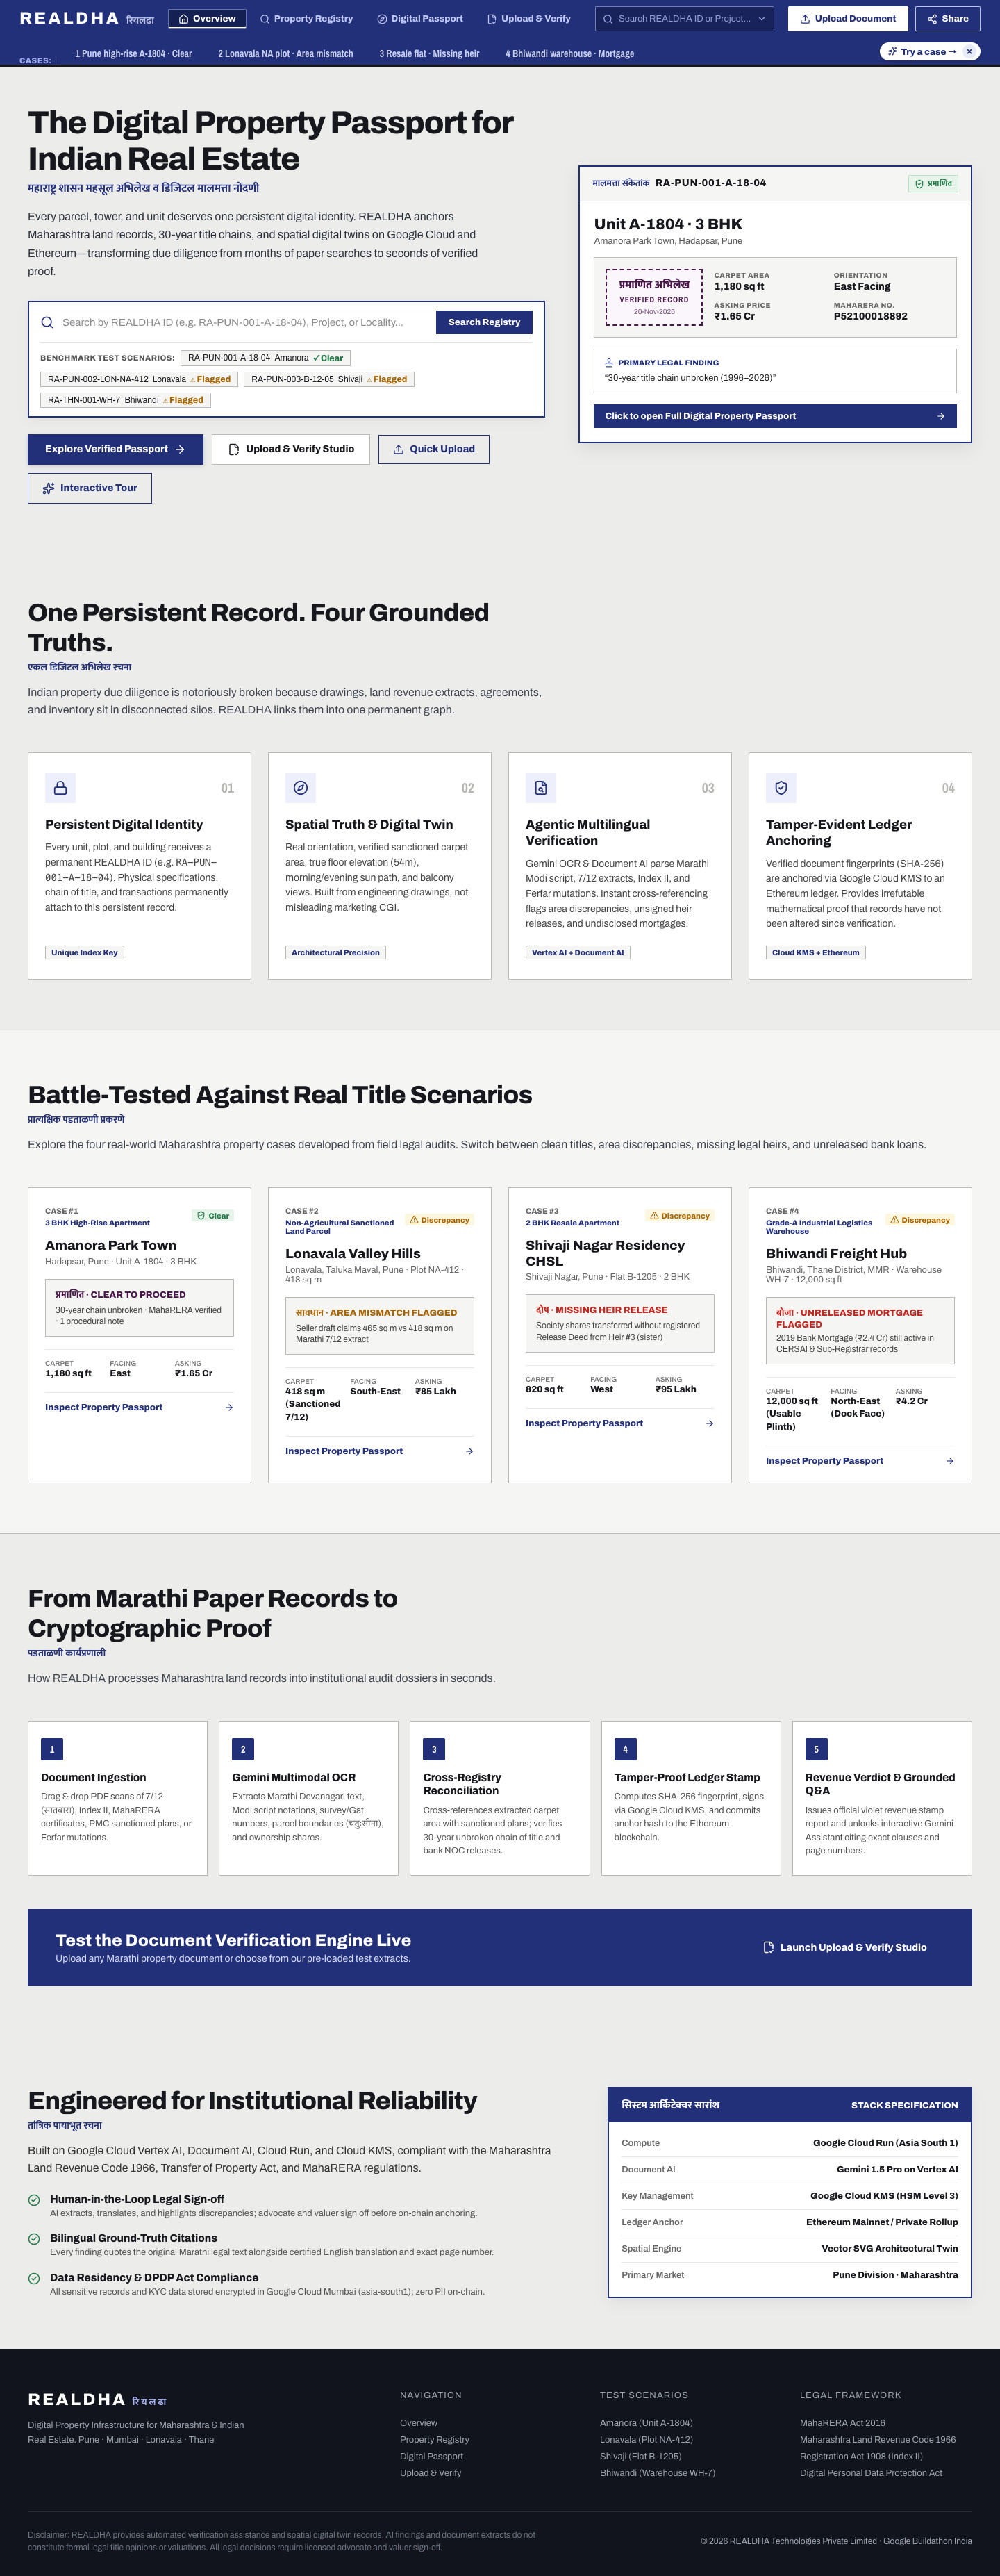 REALDHA रियलढा
Overview
Property Registry
Digital Passport
Upload & Verify
Search REALDHA ID or Project...
Upload Document
Share
CASES:
1 Pune high-rise A-1804 · Clear
2 Lonavala NA plot · Area mismatch
3 Resale flat · Missing heir
4 Bhiwandi warehouse · Mortgage
Try a case → ×
The Digital Property Passport for
Indian Real Estate
महाराष्ट्र शासन महसूल अभिलेख व डिजिटल मालमत्ता नोंदणी
Every parcel, tower, and unit deserves one persistent digital identity. REALDHA anchors
Maharashtra land records, 30-year title chains, and spatial digital twins on Google Cloud and
Ethereum—transforming due diligence from months of paper searches to seconds of verified
proof.
Search by REALDHA ID (e.g. RA-PUN-001-A-18-04), Project, or Locality...
Search Registry
BENCHMARK TEST SCENARIOS: RA-PUN-001-A-18-04 Amanora ✓ Clear
RA-PUN-002-LON-NA-412 Lonavala ⚠ Flagged
RA-PUN-003-B-12-05 Shivaji ⚠ Flagged
RA-THN-001-WH-7 Bhiwandi ⚠ Flagged
Explore Verified Passport →
Upload & Verify Studio
Quick Upload
Interactive Tour
मालमत्ता संकेतांक RA-PUN-001-A-18-04
प्रमाणित
Unit A-1804 · 3 BHK
Amanora Park Town, Hadapsar, Pune
प्रमाणित अभिलेख
VERIFIED RECORD
20-Nov-2026
CARPET AREA
1,180 sq ft
ORIENTATION
East Facing
ASKING PRICE
₹1.65 Cr
MAHARERA NO.
P52100018892
PRIMARY LEGAL FINDING
“30-year title chain unbroken (1996–2026)”
Click to open Full Digital Property Passport →
One Persistent Record. Four Grounded
Truths.
एकल डिजिटल अभिलेख रचना
Indian property due diligence is notoriously broken because drawings, land revenue extracts, agreements,
and inventory sit in disconnected silos. REALDHA links them into one permanent graph.
01
Persistent Digital Identity
Every unit, plot, and building receives a
permanent REALDHA ID (e.g. RA-PUN-
001-A-18-04). Physical specifications,
chain of title, and transactions permanently
attach to this persistent record.
Unique Index Key
02
Spatial Truth & Digital Twin
Real orientation, verified sanctioned carpet
area, true floor elevation (54m),
morning/evening sun path, and balcony
views. Built from engineering drawings, not
misleading marketing CGI.
Architectural Precision
03
Agentic Multilingual
Verification
Gemini OCR & Document AI parse Marathi
Modi script, 7/12 extracts, Index II, and
Ferfar mutations. Instant cross-referencing
flags area discrepancies, unsigned heir
releases, and undisclosed mortgages.
Vertex AI + Document AI
04
Tamper-Evident Ledger
Anchoring
Verified document fingerprints (SHA-256)
are anchored via Google Cloud KMS to an
Ethereum ledger. Provides irrefutable
mathematical proof that records have not
been altered since verification.
Cloud KMS + Ethereum
Battle-Tested Against Real Title Scenarios
प्रात्यक्षिक पडताळणी प्रकरणे
Explore the four real-world Maharashtra property cases developed from field legal audits. Switch between clean titles, area discrepancies, missing legal heirs, and unreleased bank loans.
CASE #1
3 BHK High-Rise Apartment
Clear
Amanora Park Town
Hadapsar, Pune · Unit A-1804 · 3 BHK
प्रमाणित · CLEAR TO PROCEED
30-year chain unbroken · MahaRERA verified
· 1 procedural note
CARPET
1,180 sq ft
FACING
East
ASKING
₹1.65 Cr
Inspect Property Passport →
CASE #2
Non-Agricultural Sanctioned
Land Parcel
Discrepancy
Lonavala Valley Hills
Lonavala, Taluka Maval, Pune · Plot NA-412 ·
418 sq m
सावधान · AREA MISMATCH FLAGGED
Seller draft claims 465 sq m vs 418 sq m on
Marathi 7/12 extract
CARPET
418 sq m
(Sanctioned
7/12)
FACING
South-East
ASKING
₹85 Lakh
Inspect Property Passport →
CASE #3
2 BHK Resale Apartment
Discrepancy
Shivaji Nagar Residency
CHSL
Shivaji Nagar, Pune · Flat B-1205 · 2 BHK
दोष · MISSING HEIR RELEASE
Society shares transferred without registered
Release Deed from Heir #3 (sister)
CARPET
820 sq ft
FACING
West
ASKING
₹95 Lakh
Inspect Property Passport →
CASE #4
Grade-A Industrial Logistics
Warehouse
Discrepancy
Bhiwandi Freight Hub
Bhiwandi, Thane District, MMR · Warehouse
WH-7 · 12,000 sq ft
बोजा · UNRELEASED MORTGAGE
FLAGGED
2019 Bank Mortgage (₹2.4 Cr) still active in
CERSAI & Sub-Registrar records
CARPET
12,000 sq ft
(Usable
Plinth)
FACING
North-East
(Dock Face)
ASKING
₹4.2 Cr
Inspect Property Passport →
From Marathi Paper Records to
Cryptographic Proof
पडताळणी कार्यप्रणाली
How REALDHA processes Maharashtra land records into institutional audit dossiers in seconds.
1
Document Ingestion
Drag & drop PDF scans of 7/12
(सातबारा), Index II, MahaRERA
certificates, PMC sanctioned plans, or
Ferfar mutations.
2
Gemini Multimodal OCR
Extracts Marathi Devanagari text,
Modi script notations, survey/Gat
numbers, parcel boundaries (चतु:सीमा),
and ownership shares.
3
Cross-Registry
Reconciliation
Cross-references extracted carpet
area with sanctioned plans; verifies
30-year unbroken chain of title and
bank NOC releases.
4
Tamper-Proof Ledger Stamp
Computes SHA-256 fingerprint, signs
via Google Cloud KMS, and commits
anchor hash to the Ethereum
blockchain.
5
Revenue Verdict & Grounded
Q&A
Issues official violet revenue stamp
report and unlocks interactive Gemini
Assistant citing exact clauses and
page numbers.
Test the Document Verification Engine Live
Upload any Marathi property document or choose from our pre-loaded test extracts.
Launch Upload & Verify Studio
Engineered for Institutional Reliability
तांत्रिक पायाभूत रचना
Built on Google Cloud Vertex AI, Document AI, Cloud Run, and Cloud KMS, compliant with the Maharashtra
Land Revenue Code 1966, Transfer of Property Act, and MahaRERA regulations.
Human-in-the-Loop Legal Sign-off
AI extracts, translates, and highlights discrepancies; advocate and valuer sign off before on-chain anchoring.
Bilingual Ground-Truth Citations
Every finding quotes the original Marathi legal text alongside certified English translation and exact page number.
Data Residency & DPDP Act Compliance
All sensitive records and KYC data stored encrypted in Google Cloud Mumbai (asia-south1); zero PII on-chain.
सिस्टम आर्किटेक्चर सारांश
STACK SPECIFICATION
Compute Google Cloud Run (Asia South 1)
Document AI Gemini 1.5 Pro on Vertex AI
Key Management Google Cloud KMS (HSM Level 3)
Ledger Anchor Ethereum Mainnet / Private Rollup
Spatial Engine Vector SVG Architectural Twin
Primary Market Pune Division · Maharashtra
REALDHA रियलढा
Digital Property Infrastructure for Maharashtra & Indian
Real Estate. Pune · Mumbai · Lonavala · Thane
NAVIGATION
Overview
Property Registry
Digital Passport
Upload & Verify
TEST SCENARIOS
Amanora (Unit A-1804)
Lonavala (Plot NA-412)
Shivaji (Flat B-1205)
Bhiwandi (Warehouse WH-7)
LEGAL FRAMEWORK
MahaRERA Act 2016
Maharashtra Land Revenue Code 1966
Registration Act 1908 (Index II)
Digital Personal Data Protection Act
Disclaimer: REALDHA provides automated verification assistance and spatial digital twin records. AI findings and document extracts do not
constitute formal legal title opinions or valuations. All legal decisions require licensed advocate and valuer sign-off.
© 2026 REALDHA Technologies Private Limited · Google Buildathon India